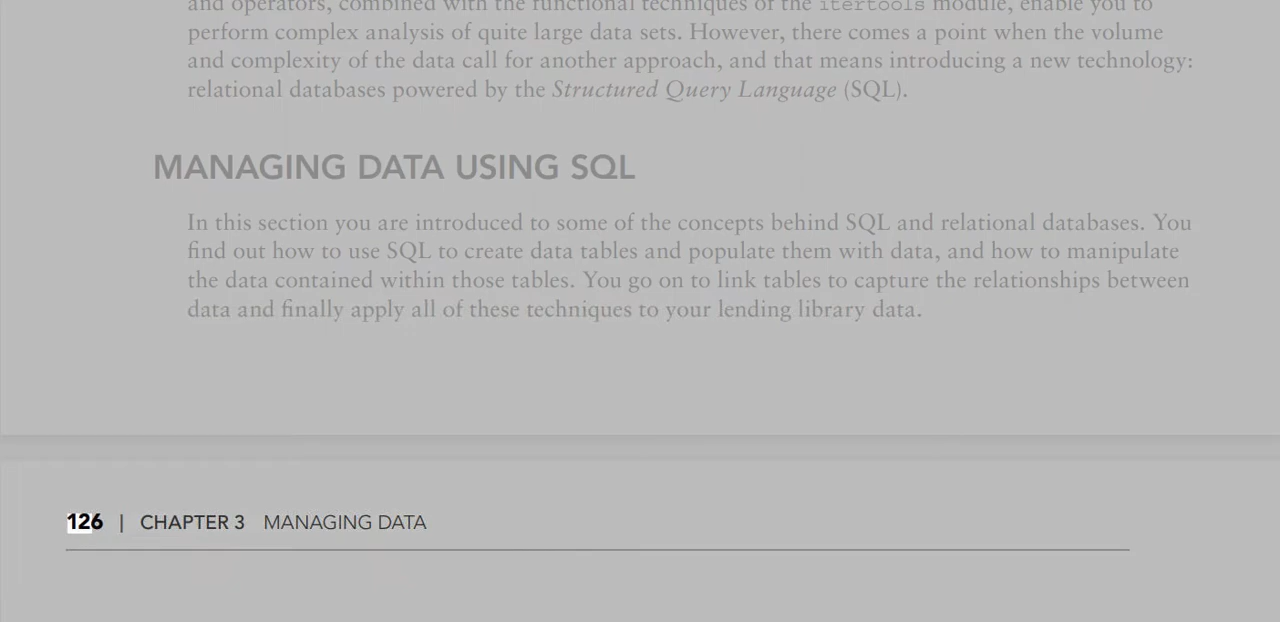 and operators, combined with the functional techniques of the itertools module, enable you to
perform complex analysis of quite large data sets. However, there comes a point when the volume
and complexity of the data call for another approach, and that means introducing a new technology:
relational databases powered by the Structured Query Language (SQL).
MANAGING DATA USING SQL
In this section you are introduced to some of the concepts behind SQL and relational databases. You
find out how to use SQL to create data tables and populate them with data, and how to manipulate
the data contained within those tables. You go on to link tables to capture the relationships between
data and finally apply all of these techniques to your lending library data.
126 | CHAPTER 3 MANAGING DATA